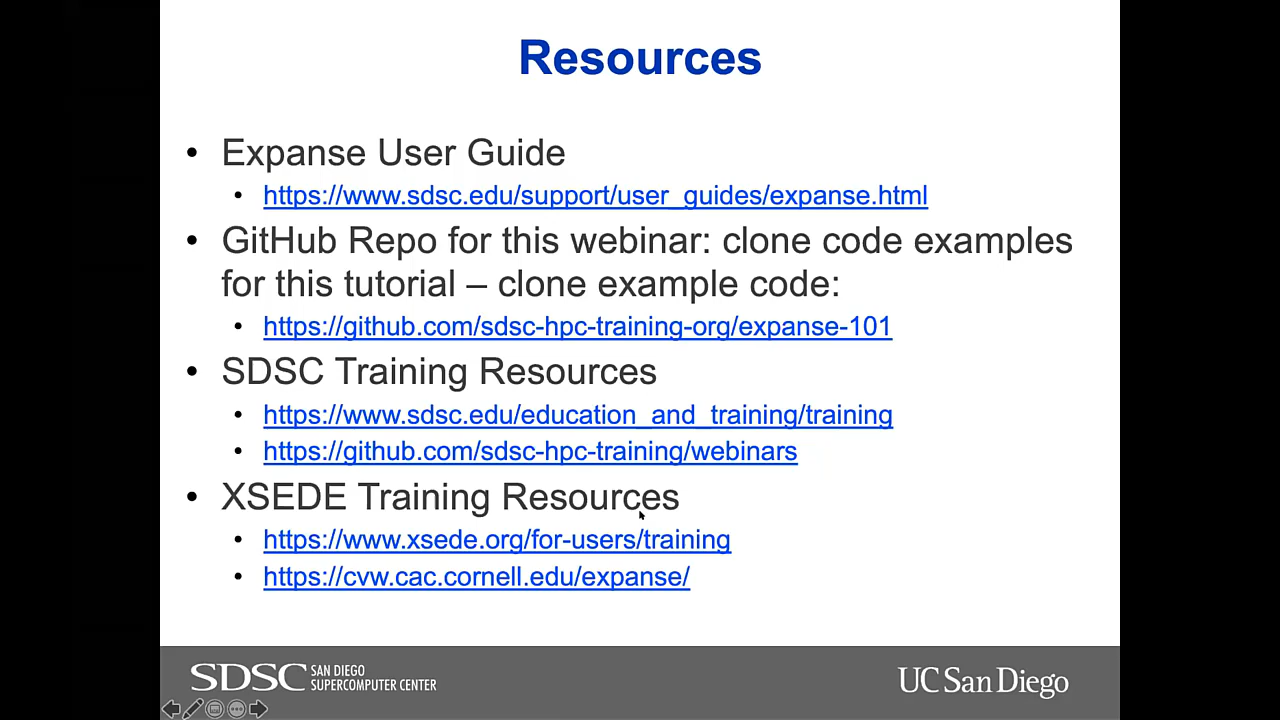 Resources
• Expanse User Guide
• https://www.sdsc.edu/support/user_guides/expanse.html
• GitHub Repo for this webinar: clone code examples
for this tutorial – clone example code:
• https://github.com/sdsc-hpc-training-org/expanse-101
• SDSC Training Resources
• https://www.sdsc.edu/education_and_training/training
• https://github.com/sdsc-hpc-training/webinars
• XSEDE Training Resources
• https://www.xsede.org/for-users/training
• https://cvw.cac.cornell.edu/expanse/
SDSC SAN DIEGO
SUPERCOMPUTER CENTER
UC San Diego